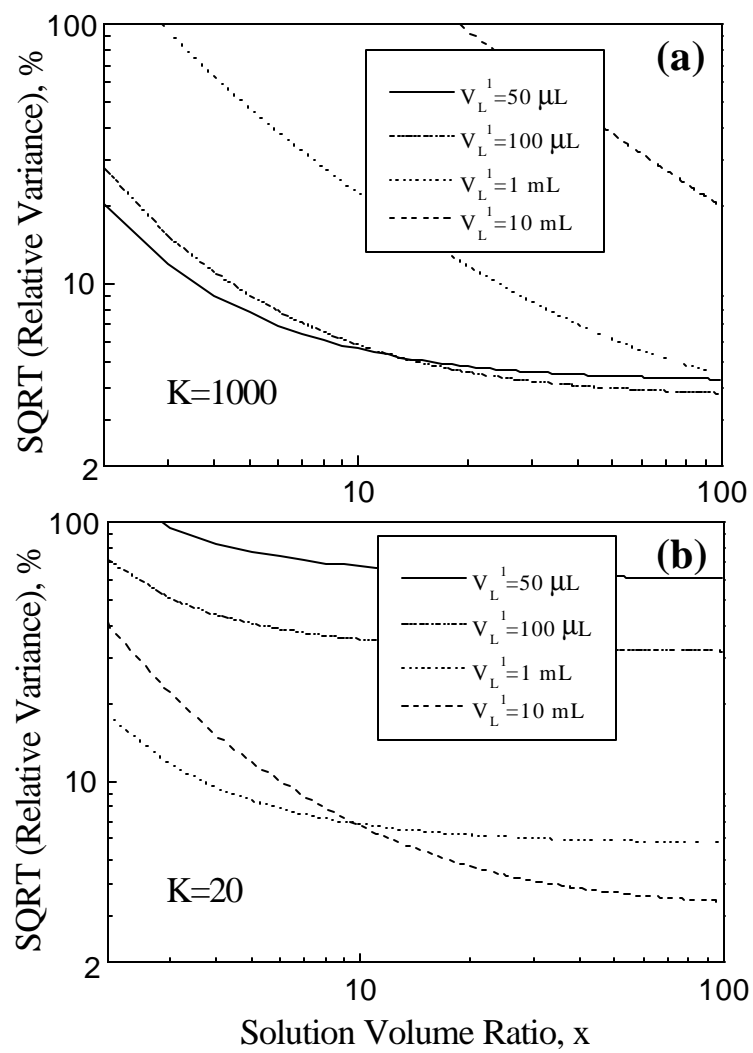 100
(a)
V_L^1=50 μL
V_L^1=100 μL
V_L^1=1 mL
V_L^1=10 mL
SQRT (Relative Variance), %
10
K=1000
2
10
100
100
(b)
V_L^1=50 μL
V_L^1=100 μL
V_L^1=1 mL
V_L^1=10 mL
SQRT (Relative Variance), %
10
K=20
2
10
100
Solution Volume Ratio, x